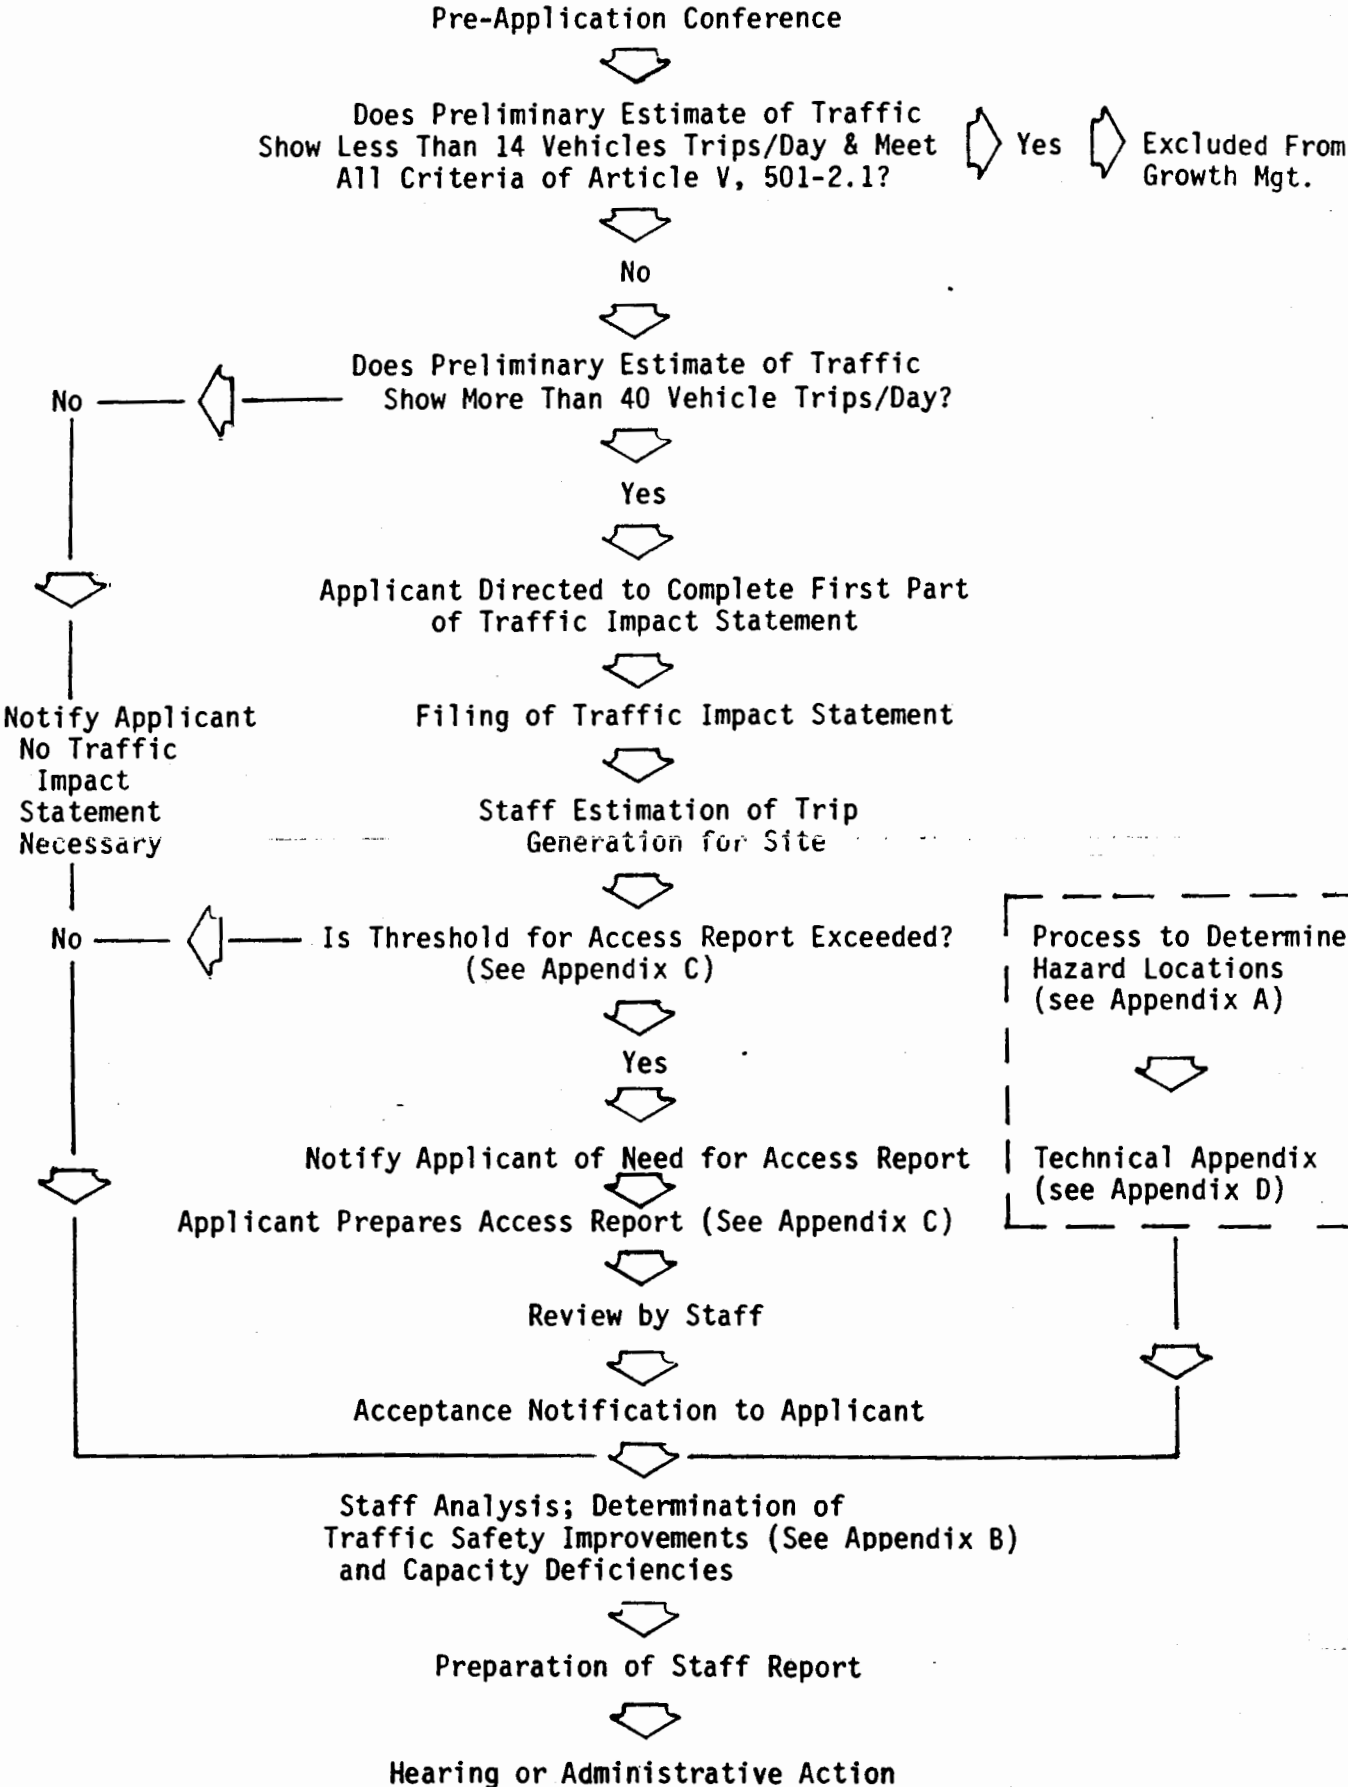 Pre-Application Conference
Does Preliminary Estimate of Traffic
Show Less Than 14 Vehicles Trips/Day & Meet
All Criteria of Article V, 501-2.1?
Yes
Excluded From
Growth Mgt.
No
Does Preliminary Estimate of Traffic
Show More Than 40 Vehicle Trips/Day?
No
Yes
Applicant Directed to Complete First Part
of Traffic Impact Statement
Notify Applicant
No Traffic
Impact
Statement
Necessary
Filing of Traffic Impact Statement
Staff Estimation of Trip
Generation for Site
No
Is Threshold for Access Report Exceeded?
(See Appendix C)
Process to Determine
Hazard Locations
(see Appendix A)
Yes
Notify Applicant of Need for Access Report
Technical Appendix
(see Appendix D)
Applicant Prepares Access Report (See Appendix C)
Review by Staff
Acceptance Notification to Applicant
Staff Analysis; Determination of
Traffic Safety Improvements (See Appendix B)
and Capacity Deficiencies
Preparation of Staff Report
Hearing or Administrative Action